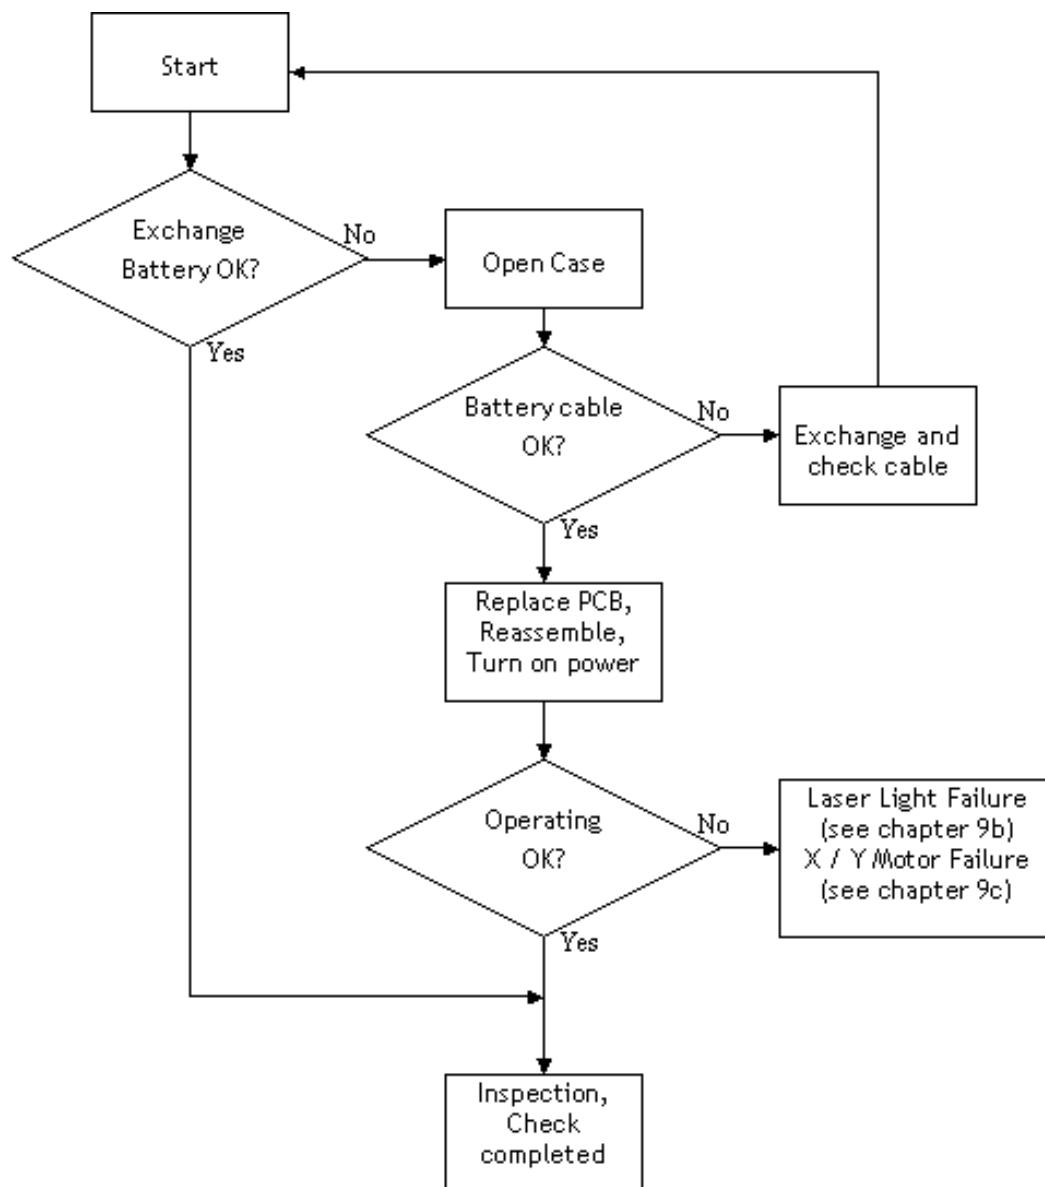 Start
Exchange
Battery OK?
No
Yes
Open Case
Battery cable
OK?
No
Yes
Exchange and
check cable
Replace PCB,
Reassemble,
Turn on power
Operating
OK?
No
Yes
Laser Light Failure
(see chapter 9b)
X / Y Motor Failure
(see chapter 9c)
Inspection,
Check
completed